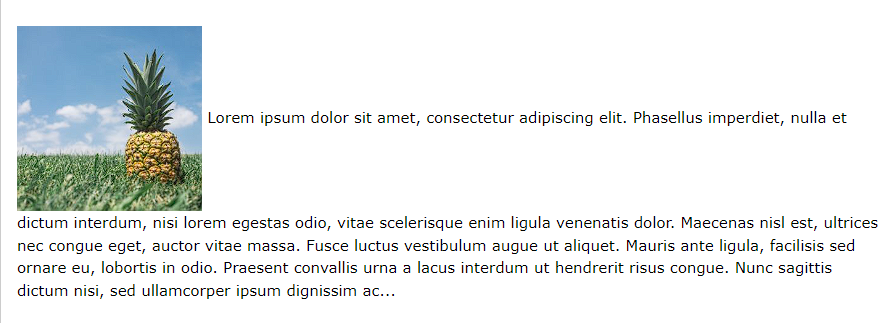 Lorem ipsum dolor sit amet, consectetur adipiscing elit. Phasellus imperdiet, nulla et
dictum interdum, nisi lorem egestas odio, vitae scelerisque enim ligula venenatis dolor. Maecenas nisl est, ultrices
nec congue eget, auctor vitae massa. Fusce luctus vestibulum augue ut aliquet. Mauris ante ligula, facilisis sed
ornare eu, lobortis in odio. Praesent convallis urna a lacus interdum ut hendrerit risus congue. Nunc sagittis
dictum nisi, sed ullamcorper ipsum dignissim ac...